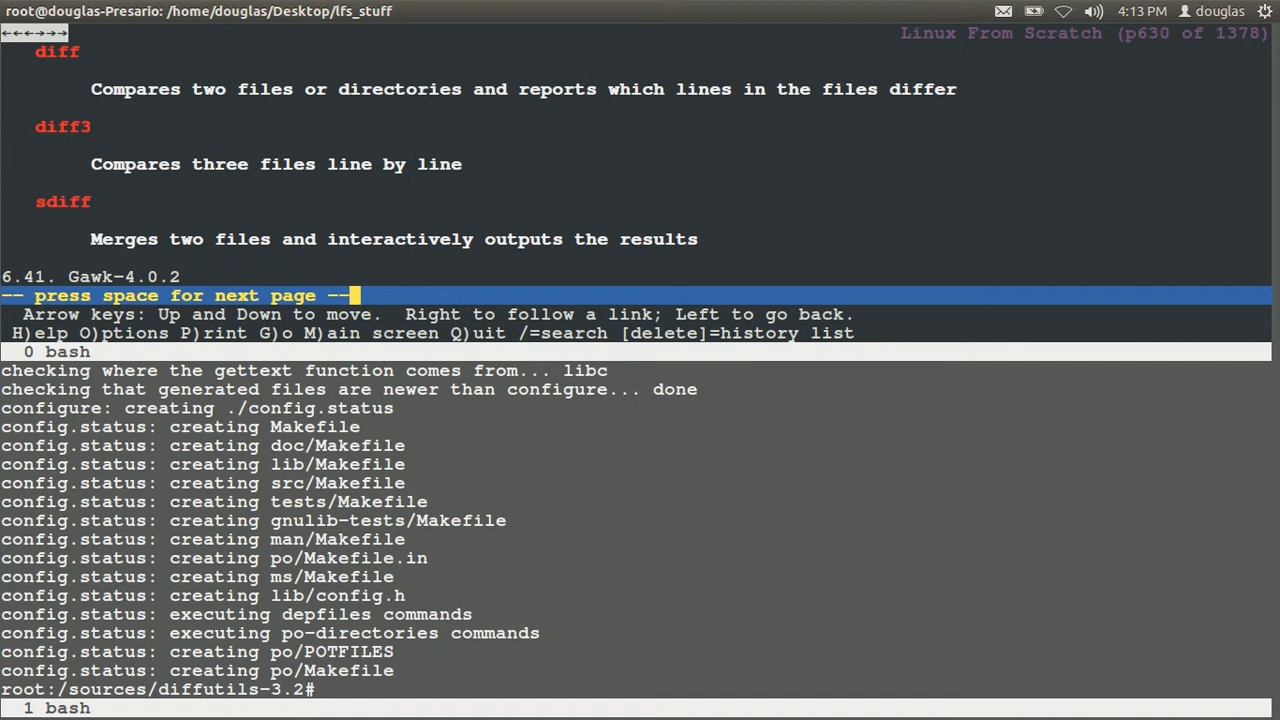 root@douglas-Presario: /home/douglas/Desktop/lfs_stuff 4:13 PM douglas
←←←→→→ Linux From Scratch (p630 of 1378)
diff
Compares two files or directories and reports which lines in the files differ
diff3
Compares three files line by line
sdiff
Merges two files and interactively outputs the results
6.41. Gawk-4.0.2
-- press space for next page --
Arrow keys: Up and Down to move.  Right to follow a link; Left to go back.
H)elp O)ptions P)rint G)o M)ain screen Q)uit /=search [delete]=history list
0 bash
checking where the gettext function comes from... libc
checking that generated files are newer than configure... done
configure: creating ./config.status
config.status: creating Makefile
config.status: creating doc/Makefile
config.status: creating lib/Makefile
config.status: creating src/Makefile
config.status: creating tests/Makefile
config.status: creating gnulib-tests/Makefile
config.status: creating man/Makefile
config.status: creating po/Makefile.in
config.status: creating ms/Makefile
config.status: creating lib/config.h
config.status: executing depfiles commands
config.status: executing po-directories commands
config.status: creating po/POTFILES
config.status: creating po/Makefile
root:/sources/diffutils-3.2#
1 bash